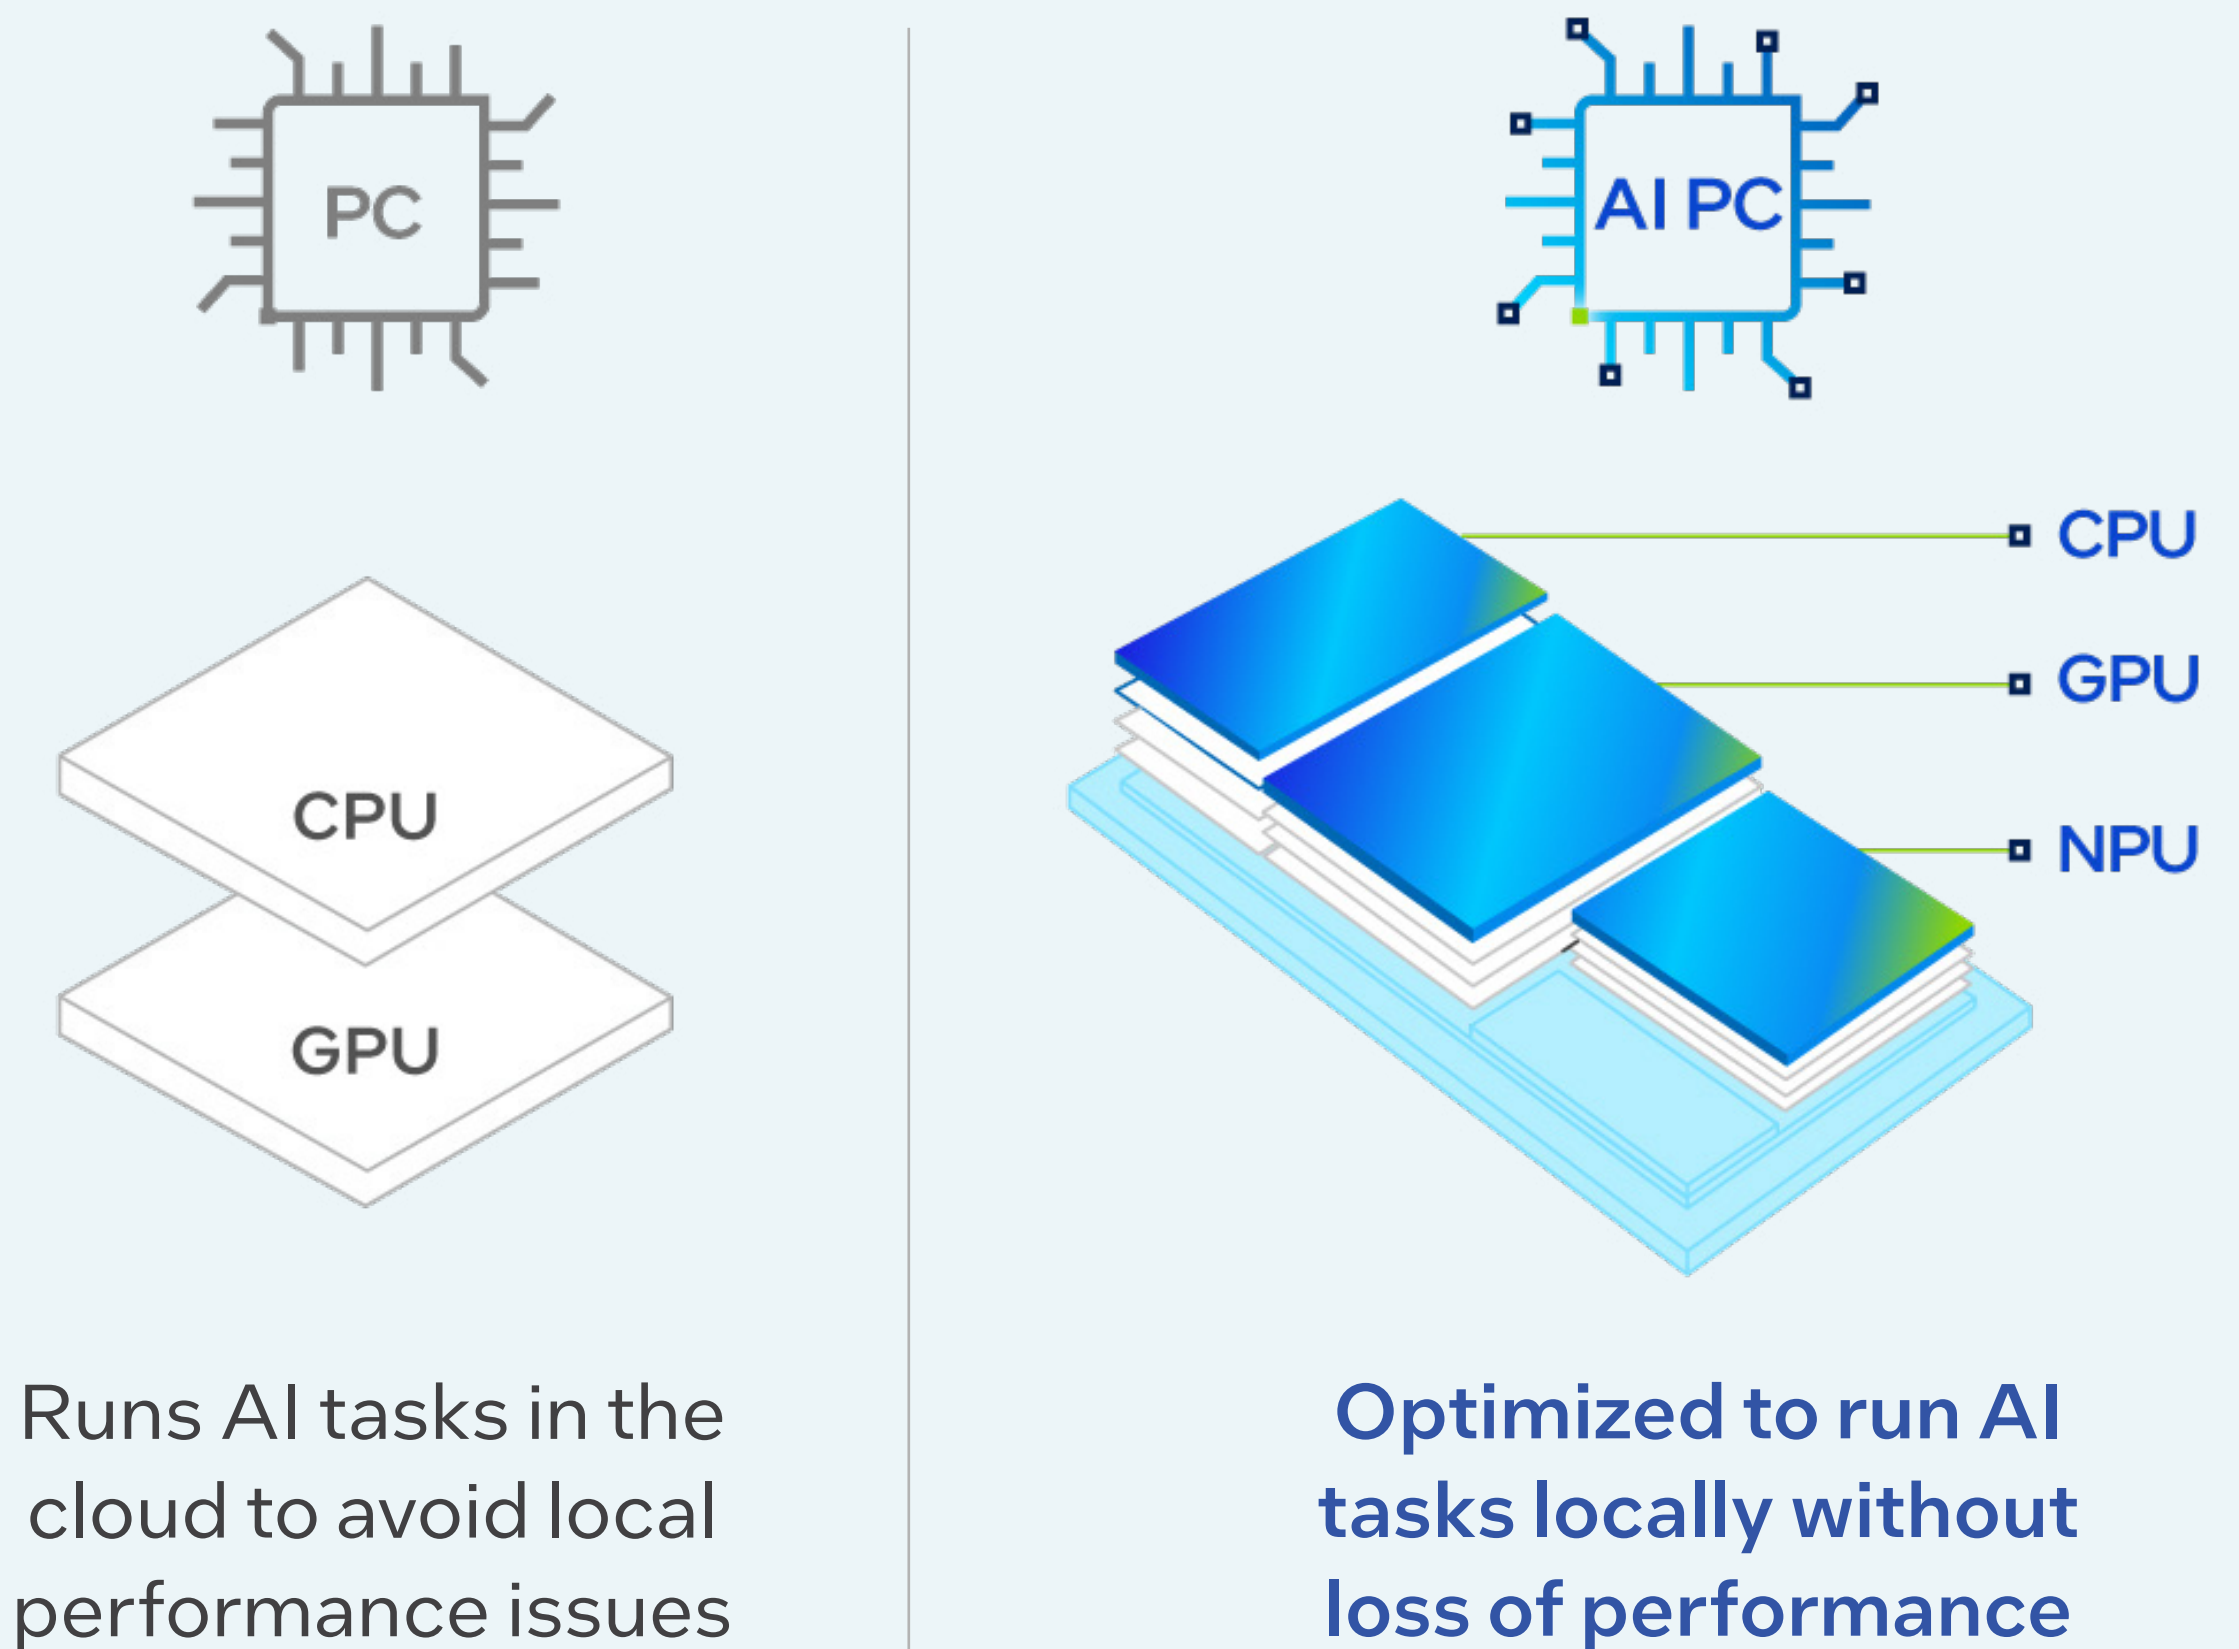 PC
CPU
GPU
Runs AI tasks in the
cloud to avoid local
performance issues
AI PC
CPU
GPU
NPU
Optimized to run AI
tasks locally without
loss of performance